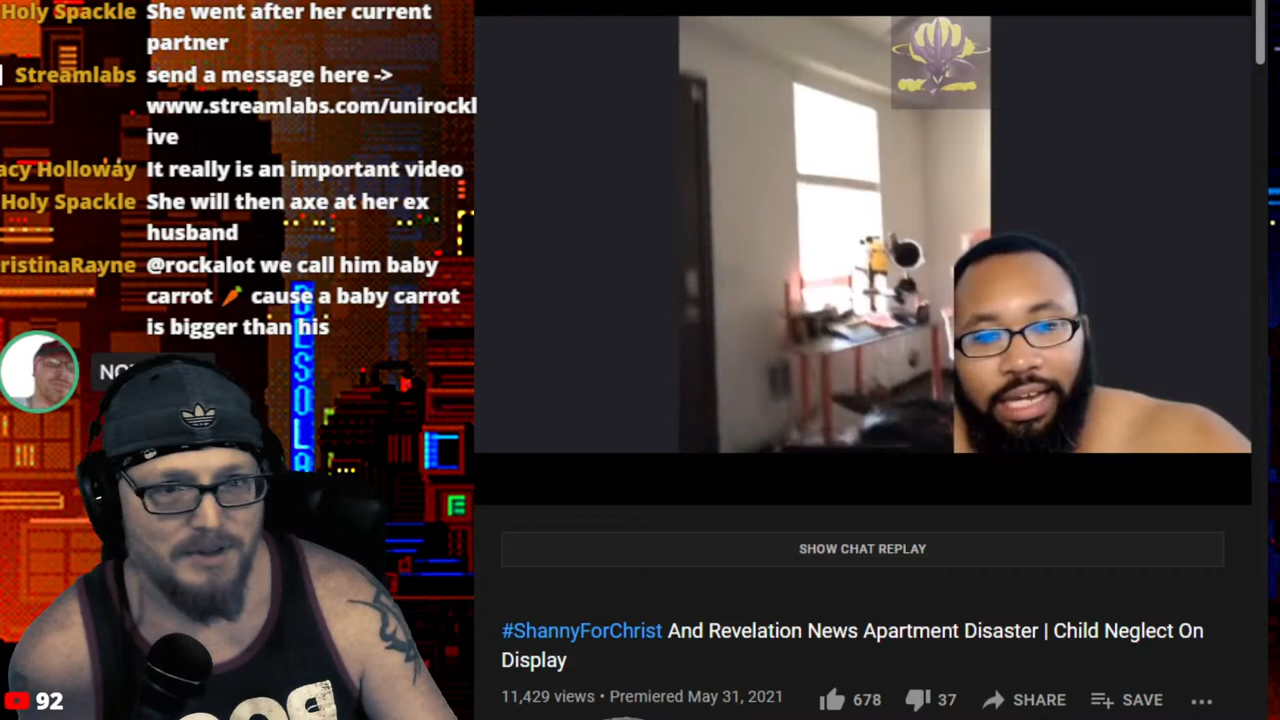 Holy Spackle She went after her current
partner
Streamlabs send a message here ->
www.streamlabs.com/unirockl
ive
acy Holloway It really is an important video
Holy Spackle She will then axe at her ex
husband
ristinaRayne @rockalot we call him baby
carrot 🥕 cause a baby carrot
is bigger than his
DESOLA
92
SHOW CHAT REPLAY
#ShannyForChrist And Revelation News Apartment Disaster | Child Neglect On
Display
11,429 views • Premiered May 31, 2021
678 37 SHARE SAVE ...